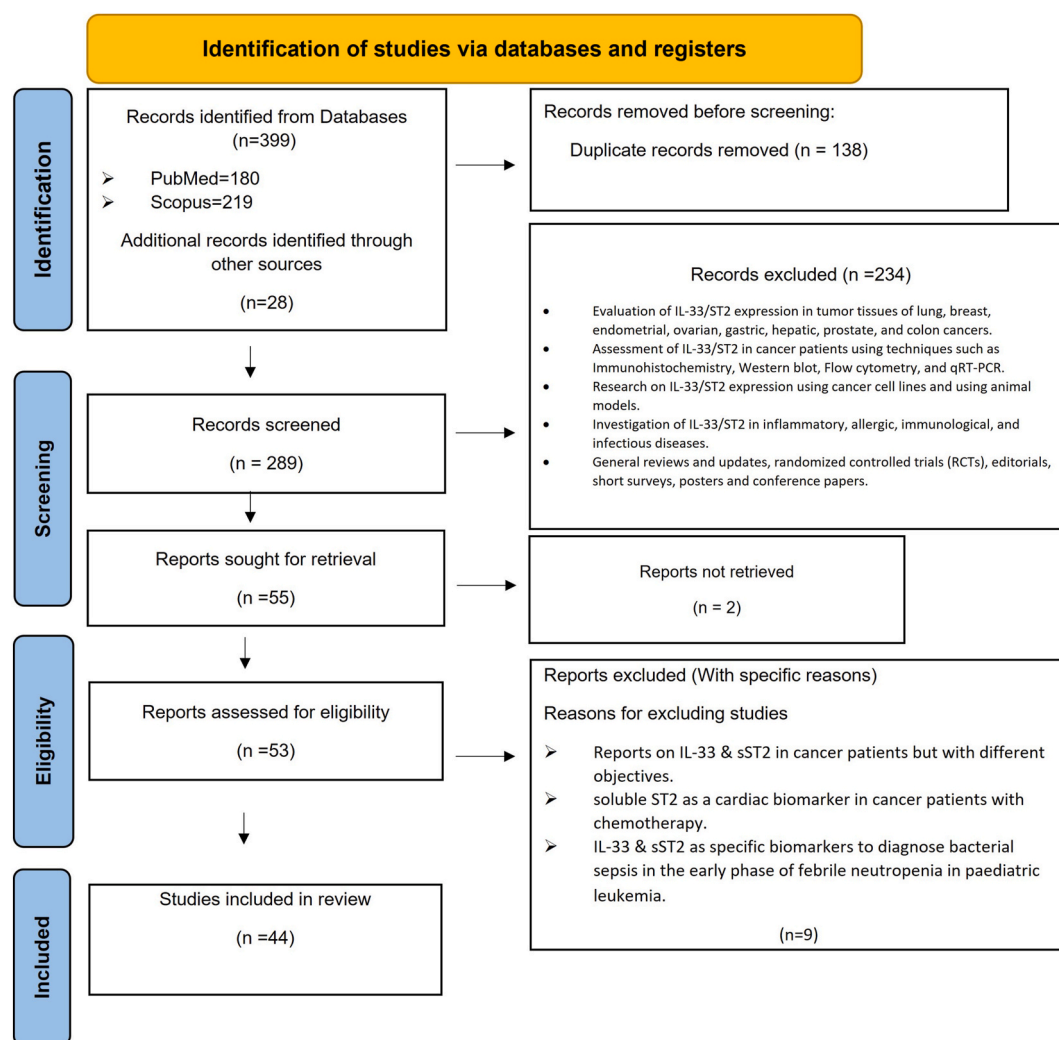 Identification of studies via databases and registers
Identification
Records identified from Databases
(n=399)
➢ PubMed=180
➢ Scopus=219
Additional records identified through
other sources
(n=28)
Records removed before screening:
Duplicate records removed (n = 138)
Screening
Records screened
(n = 289)
Records excluded (n =234)
• Evaluation of IL-33/ST2 expression in tumor tissues of lung, breast,
endometrial, ovarian, gastric, hepatic, prostate, and colon cancers.
• Assessment of IL-33/ST2 in cancer patients using techniques such as
Immunohistochemistry, Western blot, Flow cytometry, and qRT-PCR.
• Research on IL-33/ST2 expression using cancer cell lines and using animal
models.
• Investigation of IL-33/ST2 in inflammatory, allergic, immunological, and
infectious diseases.
• General reviews and updates, randomized controlled trials (RCTs), editorials,
short surveys, posters and conference papers.
Reports sought for retrieval
(n =55)
Reports not retrieved
(n = 2)
Eligibility
Reports assessed for eligibility
(n =53)
Reports excluded (With specific reasons)
Reasons for excluding studies
➢ Reports on IL-33 & sST2 in cancer patients but with different
objectives.
➢ soluble ST2 as a cardiac biomarker in cancer patients with
chemotherapy.
➢ IL-33 & sST2 as specific biomarkers to diagnose bacterial
sepsis in the early phase of febrile neutropenia in paediatric
leukemia.
(n=9)
Included
Studies included in review
(n =44)